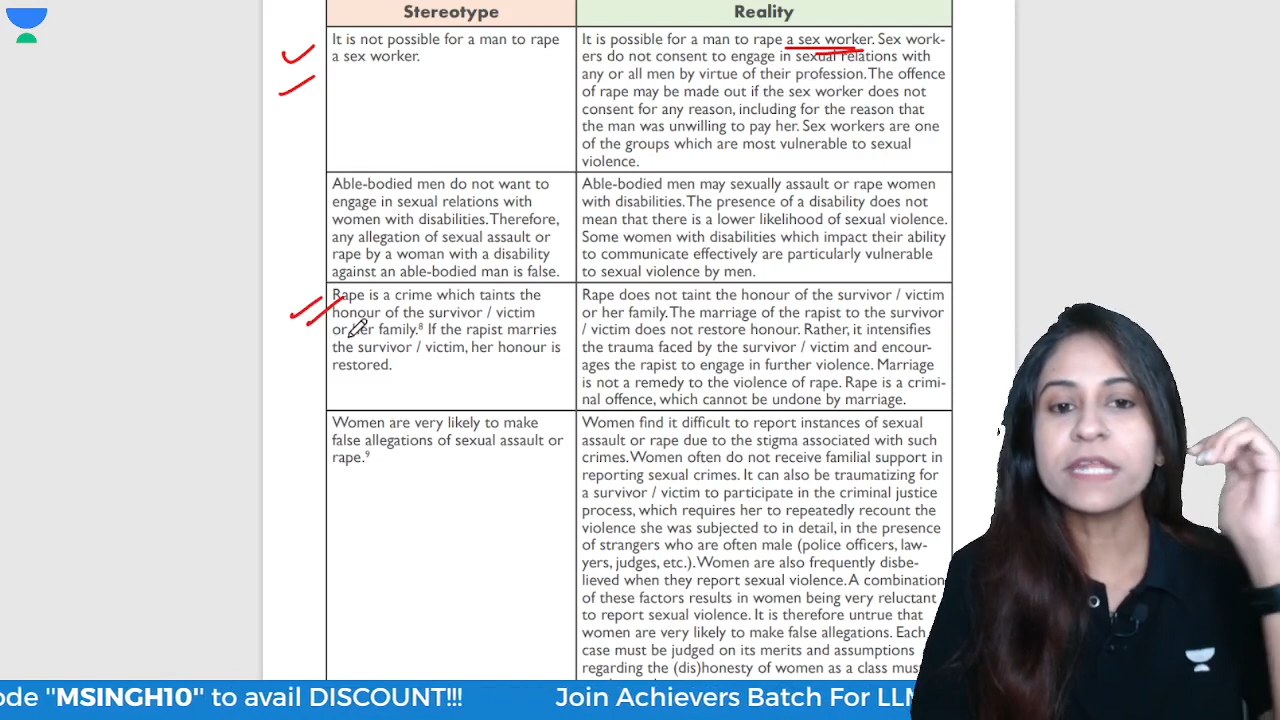 Stereotype
Reality
It is not possible for a man to rape
a sex worker.
It is possible for a man to rape a sex worker. Sex work-
ers do not consent to engage in sexual relations with
any or all men by virtue of their profession. The offence
of rape may be made out if the sex worker does not
consent for any reason, including for the reason that
the man was unwilling to pay her. Sex workers are one
of the groups which are most vulnerable to sexual
violence.
Able-bodied men do not want to
engage in sexual relations with
women with disabilities. Therefore,
any allegation of sexual assault or
rape by a woman with a disability
against an able-bodied man is false.
Able-bodied men may sexually assault or rape women
with disabilities. The presence of a disability does not
mean that there is a lower likelihood of sexual violence.
Some women with disabilities which impact their ability
to communicate effectively are particularly vulnerable
to sexual violence by men.
Rape is a crime which taints the
honour of the survivor / victim
or her family.⁸ If the rapist marries
the survivor / victim, her honour is
restored.
Rape does not taint the honour of the survivor / victim
or her family. The marriage of the rapist to the survivor
/ victim does not restore honour. Rather, it intensifies
the trauma faced by the survivor / victim and encour-
ages the rapist to engage in further violence. Marriage
is not a remedy to the violence of rape. Rape is a crimi-
nal offence, which cannot be undone by marriage.
Women are very likely to make
false allegations of sexual assault or
rape.⁹
Women find it difficult to report instances of sexual
assault or rape due to the stigma associated with such
crimes. Women often do not receive familial support in
reporting sexual crimes. It can also be traumatizing for
a survivor / victim to participate in the criminal justice
process, which requires her to repeatedly recount the
violence she was subjected to in detail, in the presence
of strangers who are often male (police officers, law-
yers, judges, etc.). Women are also frequently disbe-
lieved when they report sexual violence. A combination
of these factors results in women being very reluctant
to report sexual violence. It is therefore untrue that
women are very likely to make false allegations. Each
case must be judged on its merits and assumptions
regarding the (dis)honesty of women as a class mus
ode "MSINGH10" to avail DISCOUNT!!!
Join Achievers Batch For LLM